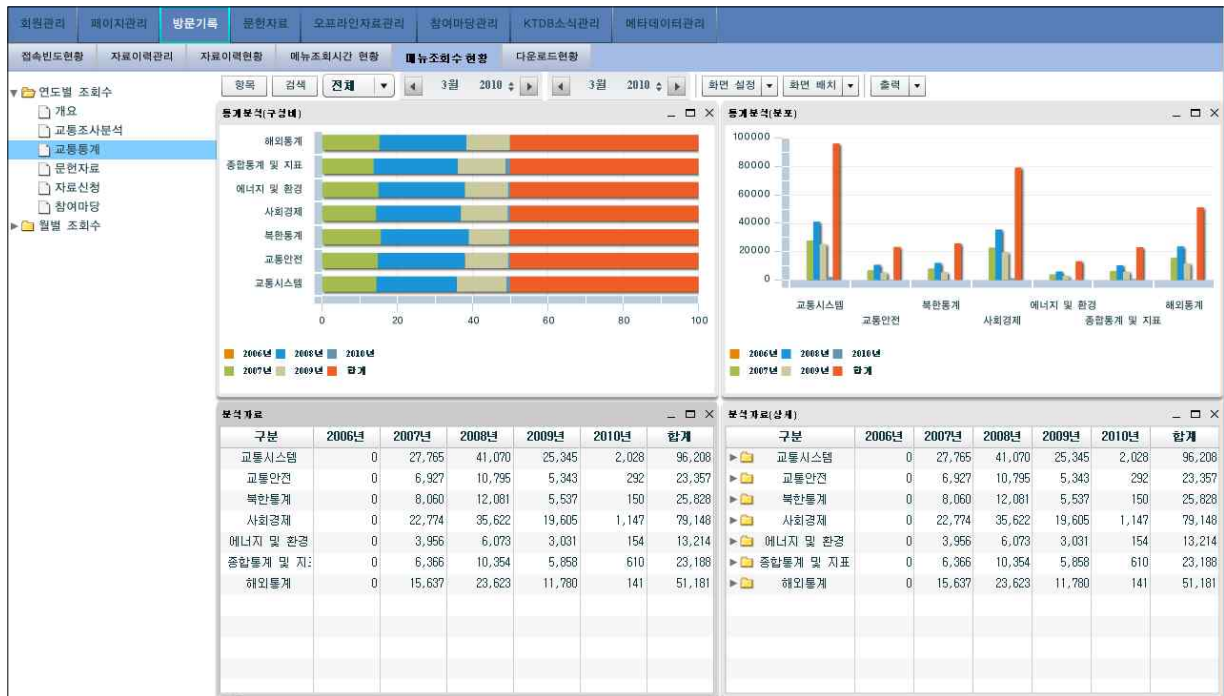 회원관리 페이지관리 방문기록 문헌자료 오프라인자료관리 참여마당관리 KTDB소식관리 메타데이터관리
접속빈도현황 자료이력관리 자료이력현황 메뉴조회시간 현황 메뉴조회수 현황 다운로드현황
항목 검색 전체 3월 2010 3월 2010 화면 설정 화면 배치 출력
연도별 조회수
개요
교통조사분석
교통통계
문헌자료
자료신청
참여마당
월별 조회수
통계분석(구성비)
해외통계
종합통계 및 지표
에너지 및 환경
사회경제
북한통계
교통안전
교통시스템
0 20 40 60 80 100
2006년 2008년 2010년
2007년 2009년 합계
통계분석(분포)
100000
80000
60000
40000
20000
0
교통시스템 북한통계 에너지 및 환경 해외통계
교통안전 사회경제 종합통계 및 지표
2006년 2008년 2010년
2007년 2009년 합계
분석자료
구분 2006년 2007년 2008년 2009년 2010년 합계
교통시스템 0 27,765 41,070 25,345 2,028 96,208
교통안전 0 6,927 10,795 5,343 292 23,357
북한통계 0 8,060 12,081 5,537 150 25,828
사회경제 0 22,774 35,622 19,605 1,147 79,148
에너지 및 환경 0 3,956 6,073 3,031 154 13,214
종합통계 및 지 0 6,366 10,354 5,858 610 23,188
해외통계 0 15,637 23,623 11,780 141 51,181
분석자료(상세)
구분 2006년 2007년 2008년 2009년 2010년 합계
교통시스템 0 27,765 41,070 25,345 2,028 96,208
교통안전 0 6,927 10,795 5,343 292 23,357
북한통계 0 8,060 12,081 5,537 150 25,828
사회경제 0 22,774 35,622 19,605 1,147 79,148
에너지 및 환경 0 3,956 6,073 3,031 154 13,214
종합통계 및 지표 0 6,366 10,354 5,858 610 23,188
해외통계 0 15,637 23,623 11,780 141 51,181